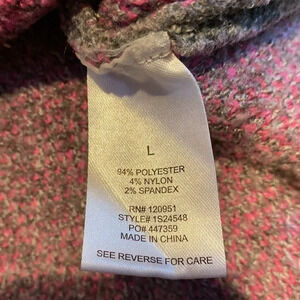 L
94% POLYESTER
4% NYLON
2% SPANDEX
RN# 120951
STYLE# 1S24548
PO# 447359
MADE IN CHINA
SEE REVERSE FOR CARE